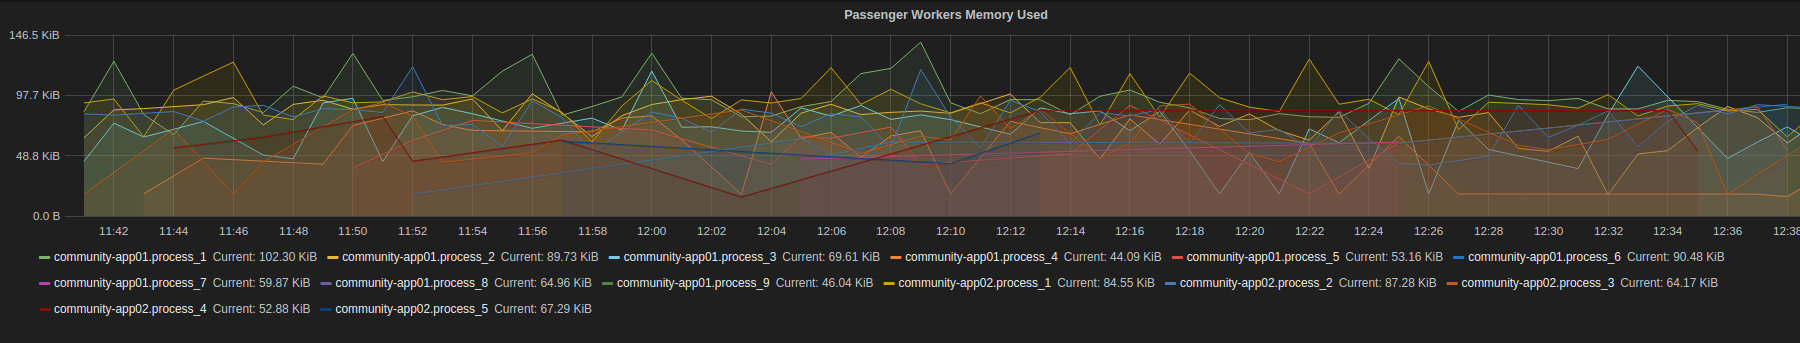 Passenger Workers Memory Used
146.5 KiB
97.7 KiB
48.8 KiB
0.0 B
11:42 11:44 11:46 11:48 11:50 11:52 11:54 11:56 11:58 12:00 12:02 12:04 12:06 12:08 12:10 12:12 12:14 12:16 12:18 12:20 12:22 12:24 12:26 12:28 12:30 12:32 12:34 12:36 12:38
community-app01.process_1 Current: 102.30 KiB community-app01.process_2 Current: 89.73 KiB community-app01.process_3 Current: 69.61 KiB community-app01.process_4 Current: 44.09 KiB community-app01.process_5 Current: 53.16 KiB community-app01.process_6 Current: 90.48 KiB
community-app01.process_7 Current: 59.87 KiB community-app01.process_8 Current: 64.96 KiB community-app01.process_9 Current: 46.04 KiB community-app02.process_1 Current: 84.55 KiB community-app02.process_2 Current: 87.28 KiB community-app02.process_3 Current: 64.17 KiB
community-app02.process_4 Current: 52.88 KiB community-app02.process_5 Current: 67.29 KiB